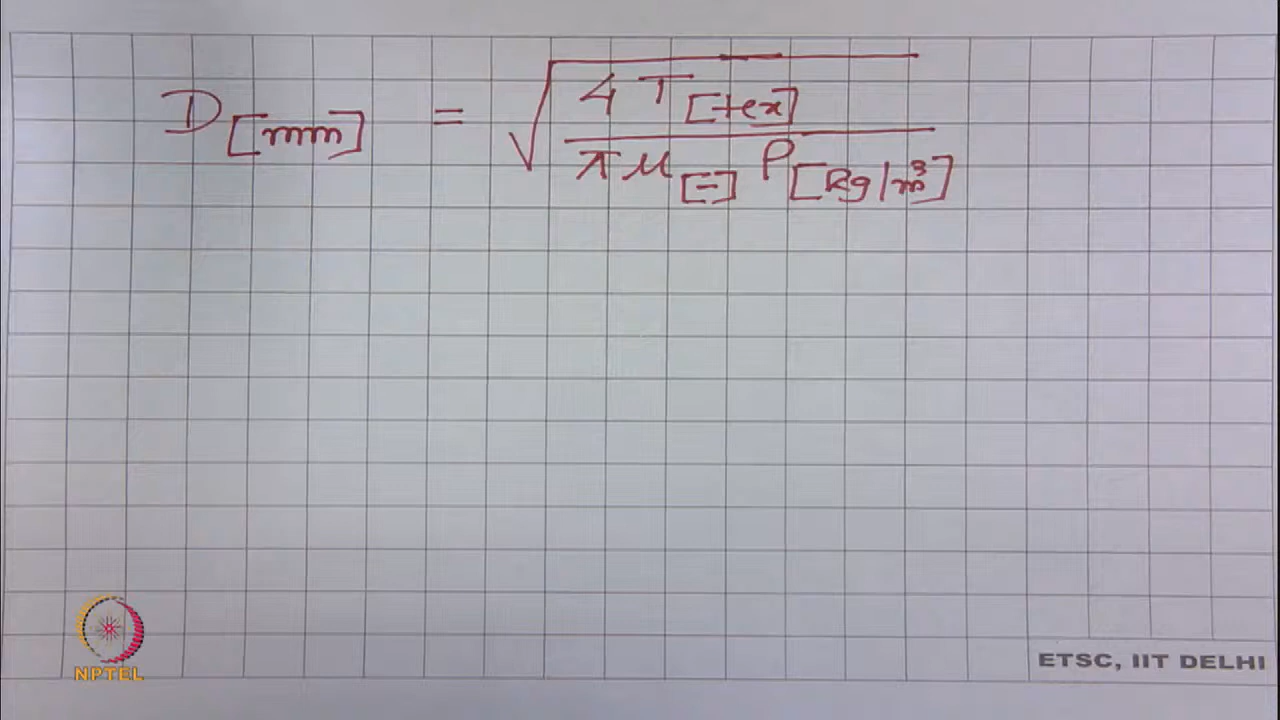 D[mm] = √(4 T[tex] / π μ[-] ρ[kg/m³])
NPTEL
ETSC, IIT DELHI